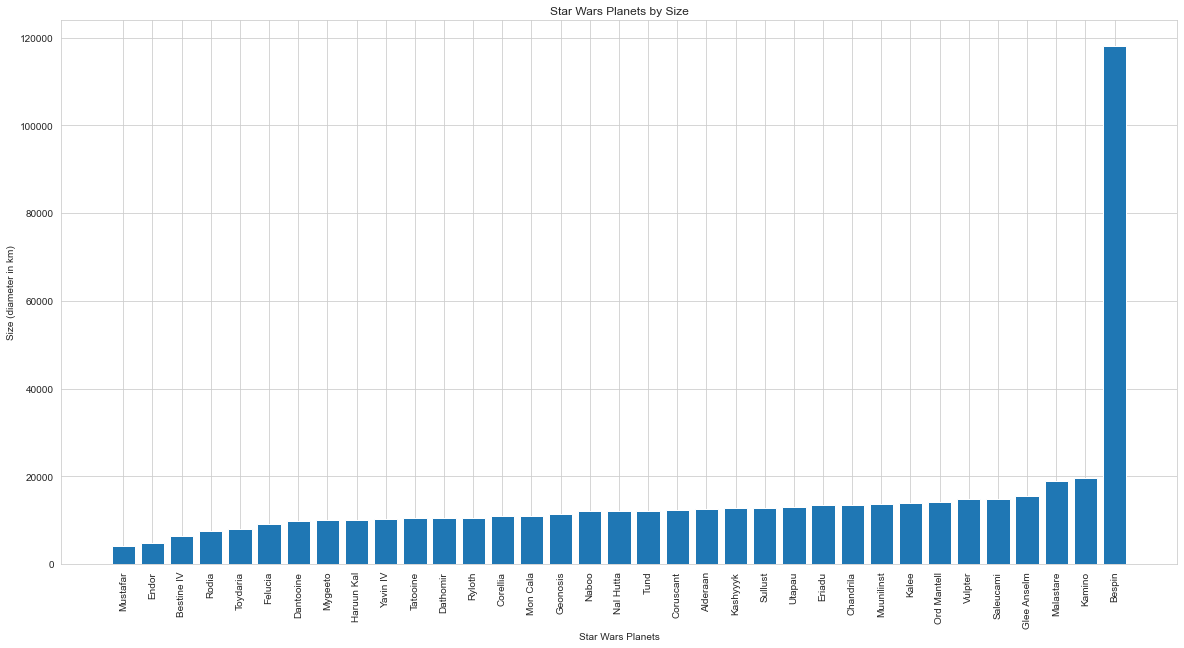 Star Wars Planets by Size
120000
100000
80000
60000
40000
20000
0
Size (diameter in km)
Mustafar
Endor
Bestine IV
Rodia
Toydaria
Felucia
Dantooine
Mygeeto
Haruun Kal
Yavin IV
Tatooine
Dathomir
Ryloth
Corellia
Mon Cala
Geonosis
Naboo
Nal Hutta
Tund
Coruscant
Alderaan
Kashyyyk
Sullust
Utapau
Eriadu
Chandrila
Muunilinst
Kalee
Ord Mantell
Vulpter
Saleucami
Glee Anselm
Malastare
Kamino
Bespin
Star Wars Planets